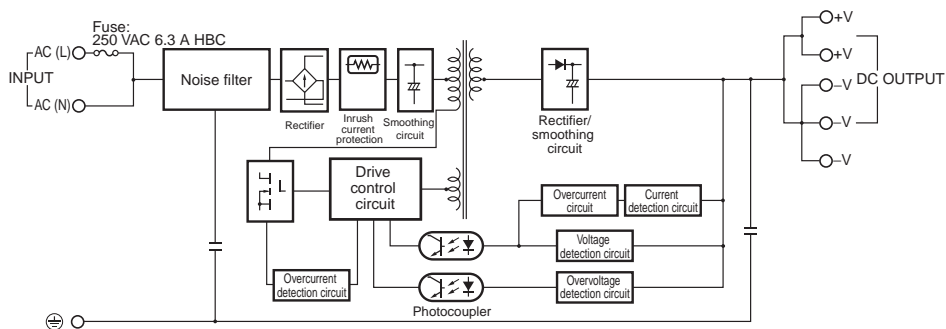 Fuse:
250 VAC 6.3 A HBC
AC (L)
INPUT
AC (N)
Noise filter
Rectifier
Inrush
current
protection
Smoothing
circuit
Rectifier/
smoothing
circuit
+V
+V
–V
–V
–V
DC OUTPUT
Drive
control
circuit
Overcurrent
detection circuit
Overcurrent
circuit
Current
detection circuit
Voltage
detection circuit
Overvoltage
detection circuit
Photocoupler